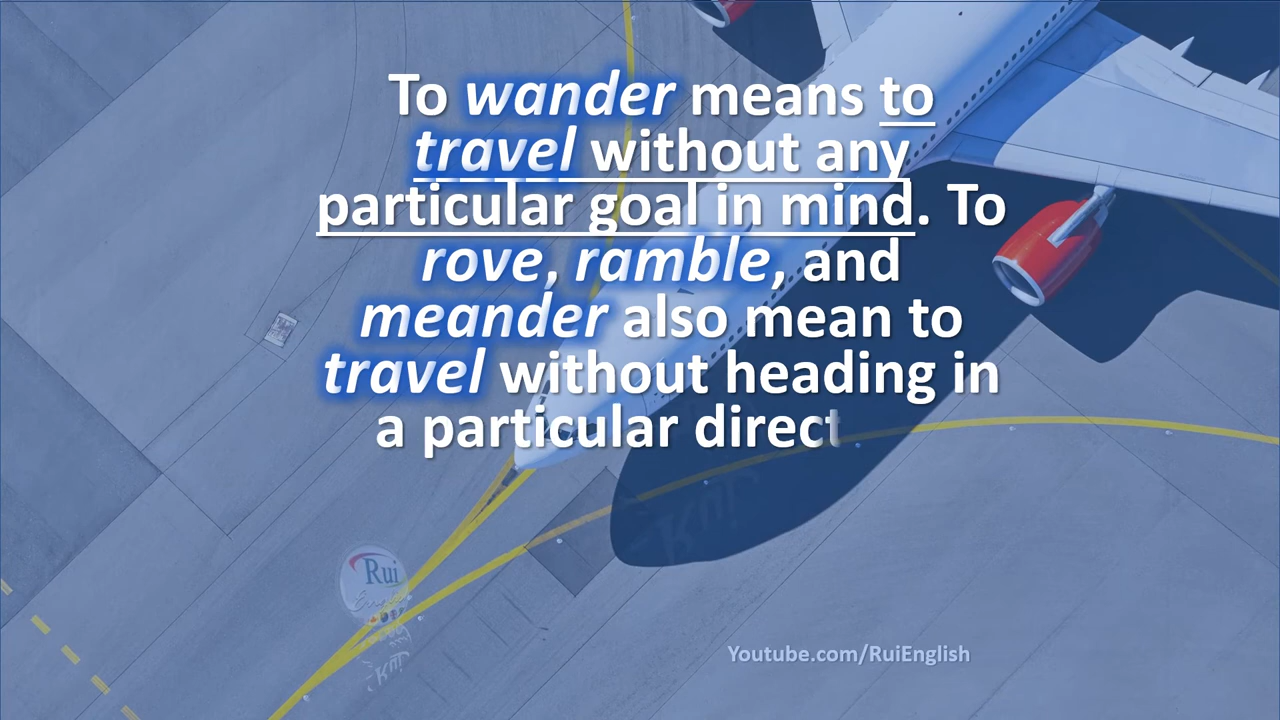 To wander means to
travel without any
particular goal in mind. To
rove, ramble, and
meander also mean to
travel without heading in
a particular direct
Rui
Youtube.com/RuiEnglish